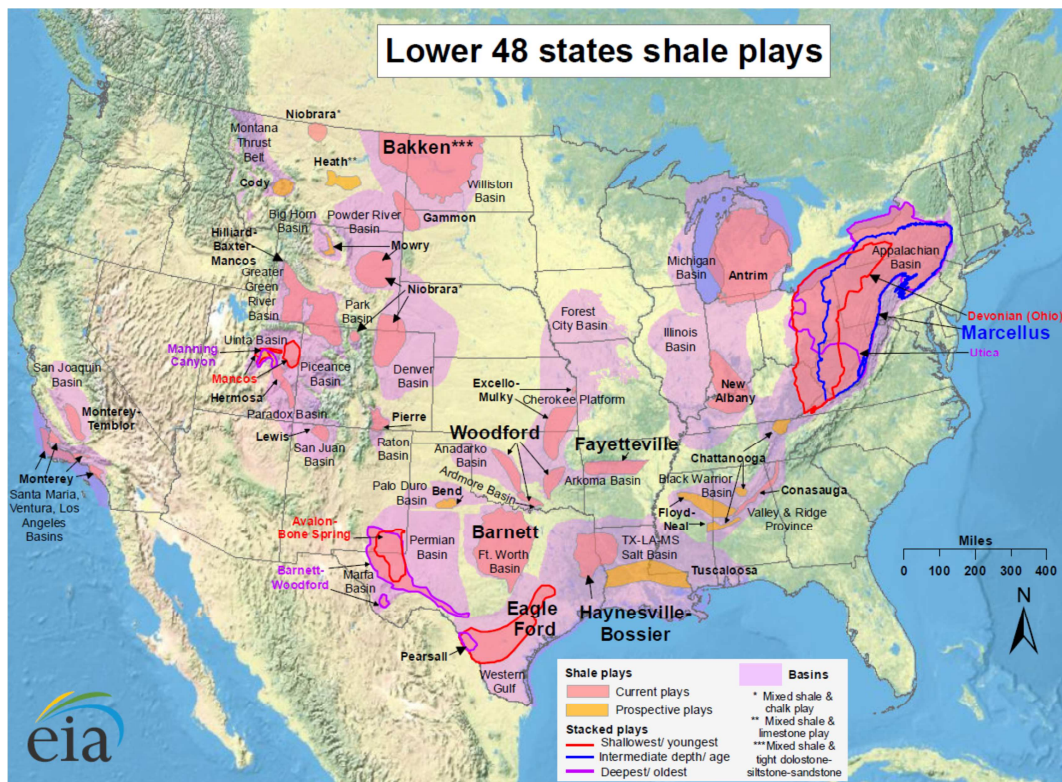 Lower 48 states shale plays
Niobrara*
Montana
Thrust
Belt
Bakken***
Heath**
Cody
Williston
Basin
Big Horn
Basin
Powder River
Basin
Gammon
Hilliard-
Baxter-
Mancos
Mowry
Greater
Green
River
Basin
Niobrara*
Park
Basin
Michigan
Basin
Antrim
Appalachian
Basin
Devonian (Ohio)
Marcellus
Utica
Forest
City Basin
Illinois
Basin
Uinta Basin
Manning
Canyon
Mancos
Piceance
Basin
Denver
Basin
San Joaquin
Basin
Hermosa
Excello-
Mulky
Cherokee Platform
New
Albany
Monterey-
Temblor
Paradox Basin
Pierre
Lewis
San Juan
Basin
Raton
Basin
Woodford
Anadarko
Basin
Fayetteville
Chattanooga
Monterey
Santa Maria,
Ventura, Los
Angeles
Basins
Palo Duro
Basin
Bend
Ardmore Basin
Arkoma Basin
Black Warrior
Basin
Conasauga
Floyd-
Neal
Valley & Ridge
Province
Avalon-
Bone Spring
Permian
Basin
Barnett
Ft. Worth
Basin
TX-LA-MS
Salt Basin
Tuscaloosa
Barnett-
Woodford
Marfa
Basin
Eagle
Ford
Haynesville-
Bossier
Pearsall
Western
Gulf
Miles
0 100 200 300 400
N
Shale plays
Current plays
Prospective plays
Stacked plays
Shallowest/ youngest
Intermediate depth/ age
Deepest/ oldest
Basins
* Mixed shale &
chalk play
** Mixed shale &
limestone play
***Mixed shale &
tight dolostone-
siltstone-sandstone
eia